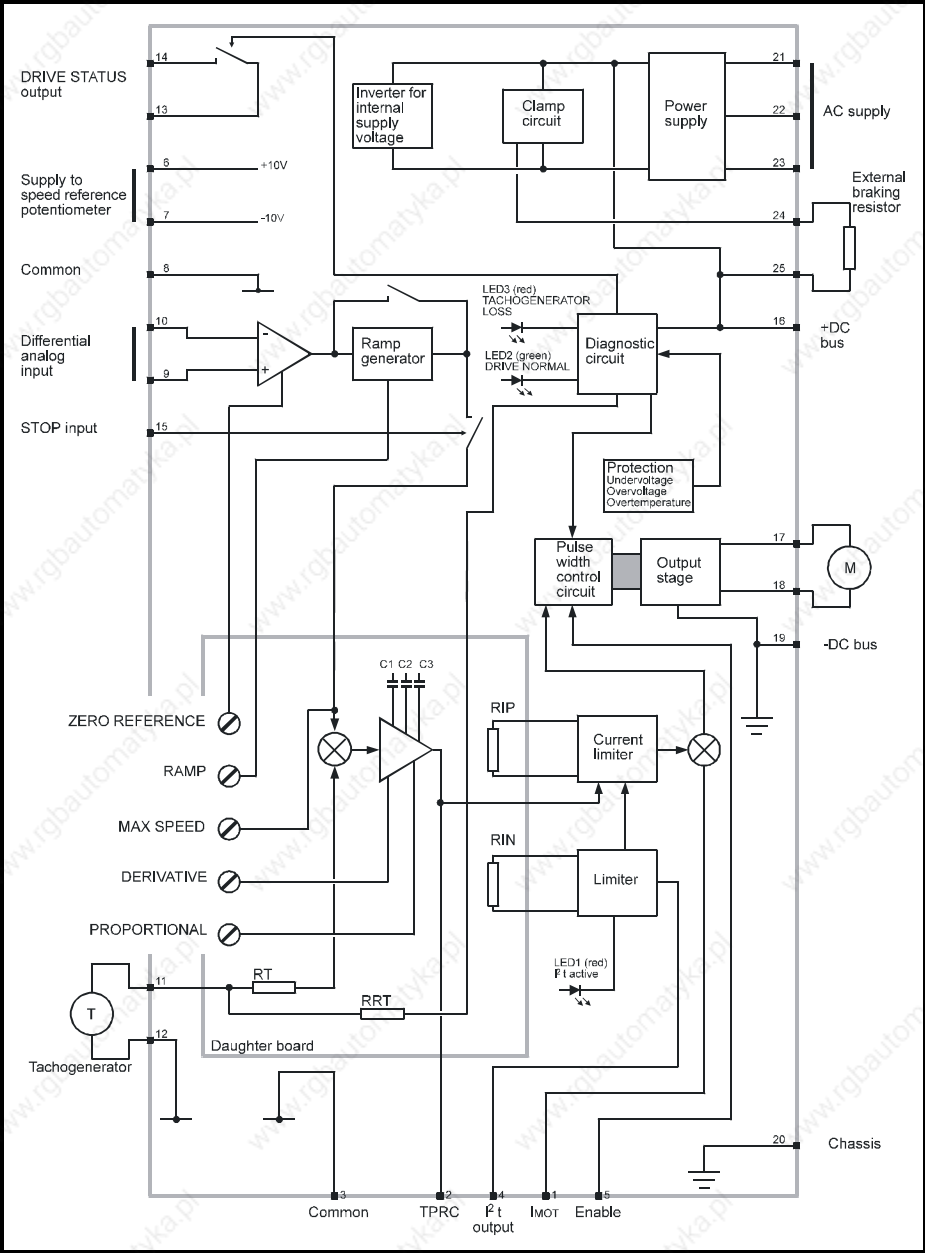 14
DRIVE STATUS
output
13
6
+10V
Supply to
speed reference
potentiometer
7
-10V
Common
8
10
Differential
analog
input
9
STOP input
15
-
+
Ramp
generator
Inverter for
internal
supply
voltage
Clamp
circuit
Power
supply
21
22
AC supply
23
External
braking
resistor
24
25
LED3 (red)
TACHOGENERATOR
LOSS
LED2 (green)
DRIVE NORMAL
Diagnostic
circuit
16
+DC
bus
Protection
Undervoltage
Overvoltage
Overtemperature
Pulse
width
control
circuit
Output
stage
17
M
18
19
-DC bus
C1 C2 C3
ZERO REFERENCE
RAMP
MAX SPEED
DERIVATIVE
PROPORTIONAL
RIP
Current
limiter
RIN
Limiter
LED1 (red)
I²t active
11
RT
RRT
T
12
Tachogenerator
Daughter board
20
Chassis
3
2
4
1
5
Common
TPRC
I² t
output
IMOT
Enable
www.rgbautomatyka.pl